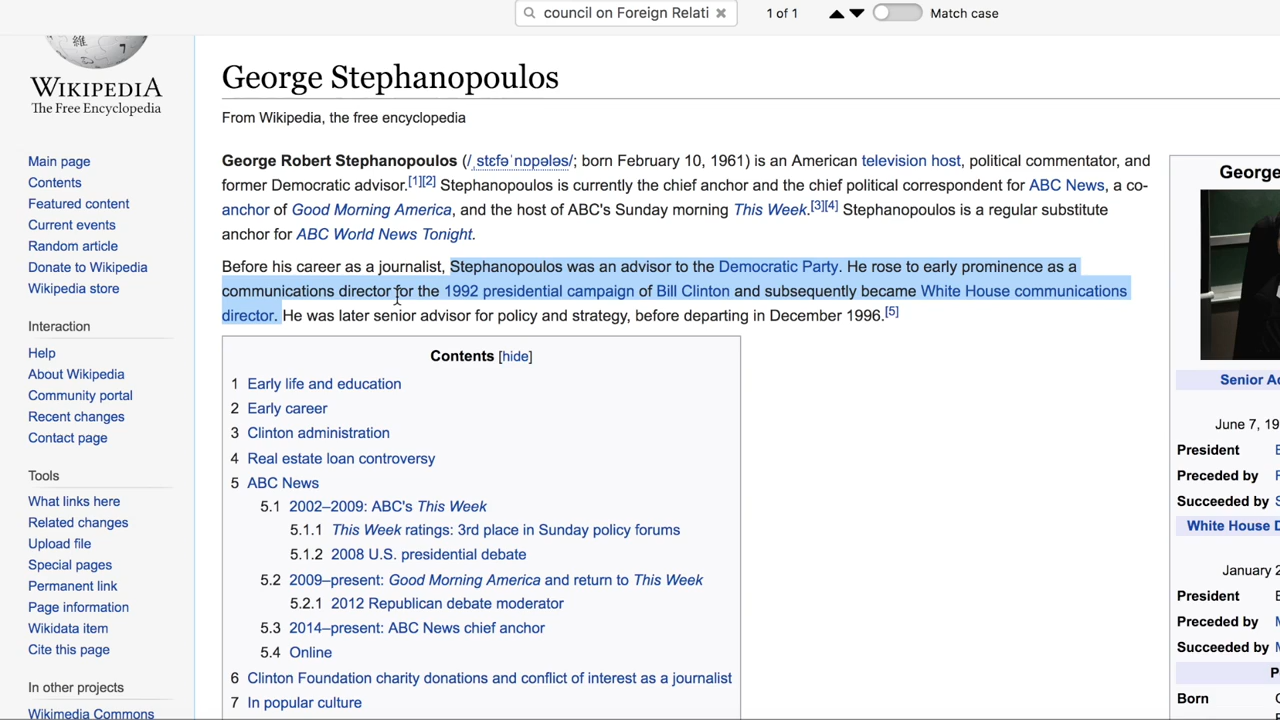 council on Foreign Relati
1 of 1
Match case
WIKIPEDIA
The Free Encyclopedia
Main page
Contents
Featured content
Current events
Random article
Donate to Wikipedia
Wikipedia store
Interaction
Help
About Wikipedia
Community portal
Recent changes
Contact page
Tools
What links here
Related changes
Upload file
Special pages
Permanent link
Page information
Wikidata item
Cite this page
In other projects
Wikimedia Commons
George Stephanopoulos
From Wikipedia, the free encyclopedia
George Robert Stephanopoulos (/ˌstɛfəˈnɒpələs/; born February 10, 1961) is an American television host, political commentator, and
former Democratic advisor.[1][2] Stephanopoulos is currently the chief anchor and the chief political correspondent for ABC News, a co-
anchor of Good Morning America, and the host of ABC's Sunday morning This Week.[3][4] Stephanopoulos is a regular substitute
anchor for ABC World News Tonight.
Before his career as a journalist, Stephanopoulos was an advisor to the Democratic Party. He rose to early prominence as a
communications director for the 1992 presidential campaign of Bill Clinton and subsequently became White House communications
director. He was later senior advisor for policy and strategy, before departing in December 1996.[5]
Contents [hide]
1 Early life and education
2 Early career
3 Clinton administration
4 Real estate loan controversy
5 ABC News
5.1 2002–2009: ABC's This Week
5.1.1 This Week ratings: 3rd place in Sunday policy forums
5.1.2 2008 U.S. presidential debate
5.2 2009–present: Good Morning America and return to This Week
5.2.1 2012 Republican debate moderator
5.3 2014–present: ABC News chief anchor
5.4 Online
6 Clinton Foundation charity donations and conflict of interest as a journalist
7 In popular culture
George
Senior Ad
June 7, 19
President
Preceded by
Succeeded by
White House D
January 2
President
Preceded by
Succeeded by
P
Born